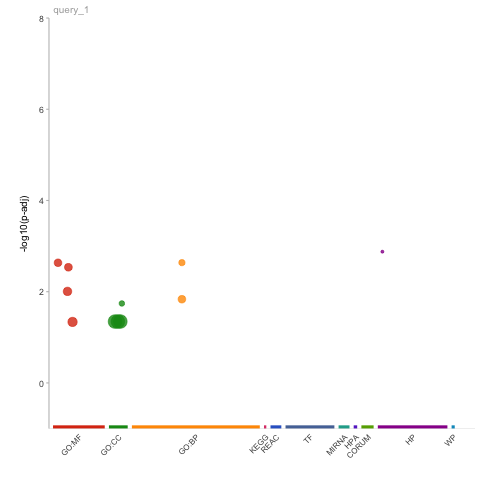 query_1
8
6
4
2
0
-log10(p-adj)
GO:MF
GO:CC
GO:BP
KEGG
REAC
TF
MIRNA
HPA
CORUM
HP
WP